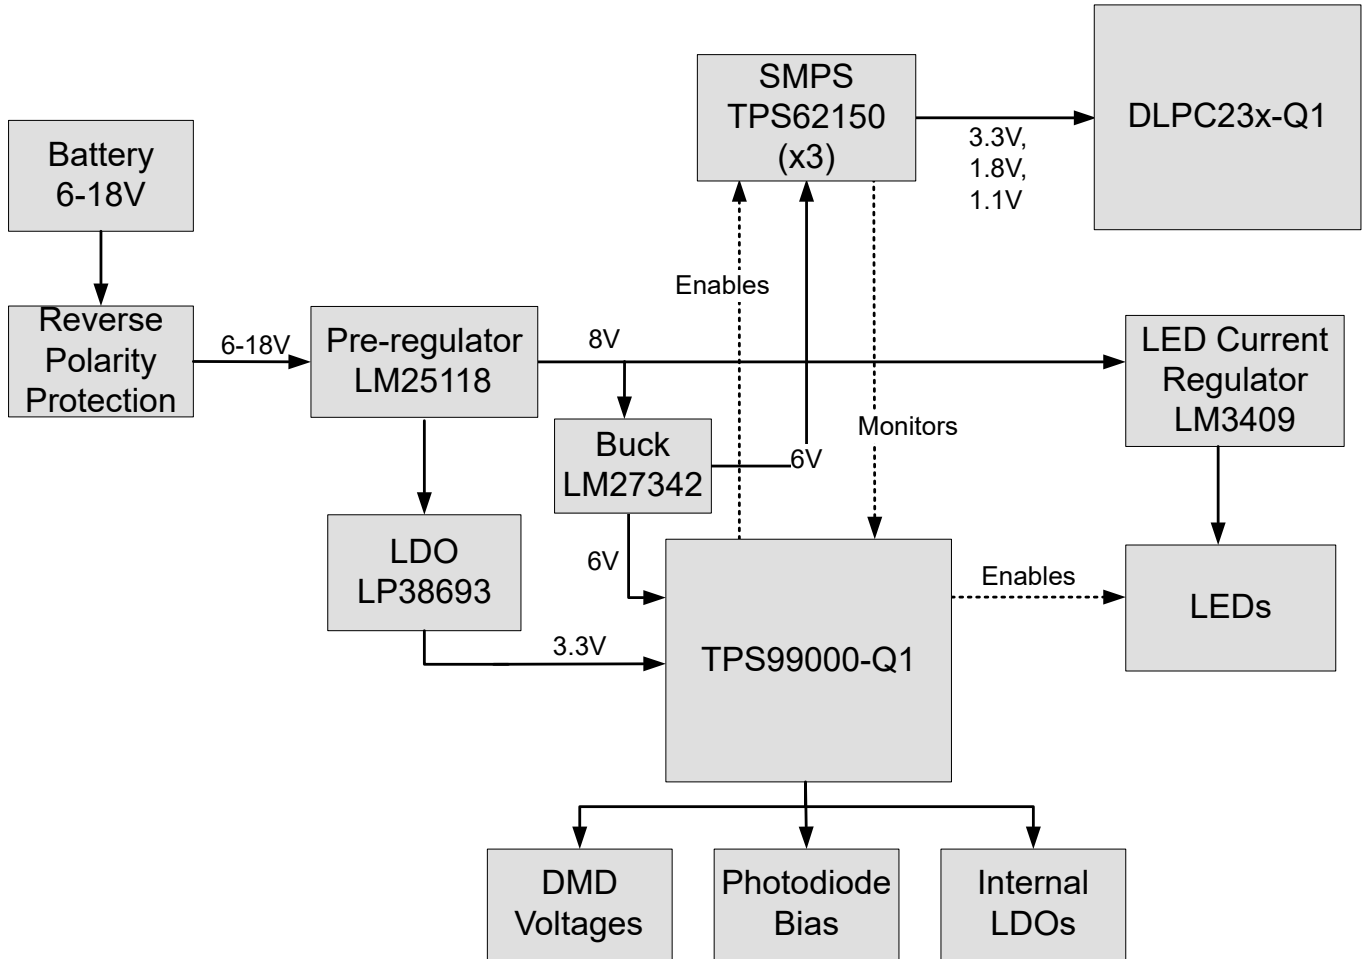 SMPS
TPS62150
(x3)
DLPC23x-Q1
3.3V,
1.8V,
1.1V
Battery
6-18V
Enables
Reverse
Polarity
Protection
6-18V
Pre-regulator
LM25118
8V
LED Current
Regulator
LM3409
Monitors
Buck
LM27342
6V
LDO
LP38693
6V
Enables
LEDs
3.3V
TPS99000-Q1
DMD
Voltages
Photodiode
Bias
Internal
LDOs